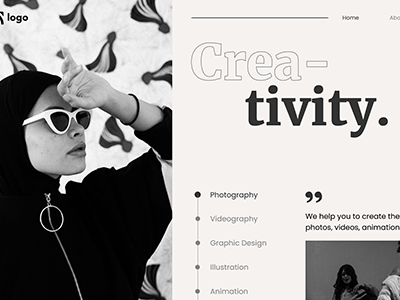 logo
Home
Abo
Crea-
tivity.
Photography
Videography
Graphic Design
Illustration
Animation
"
We help you to create the
photos, videos, animation